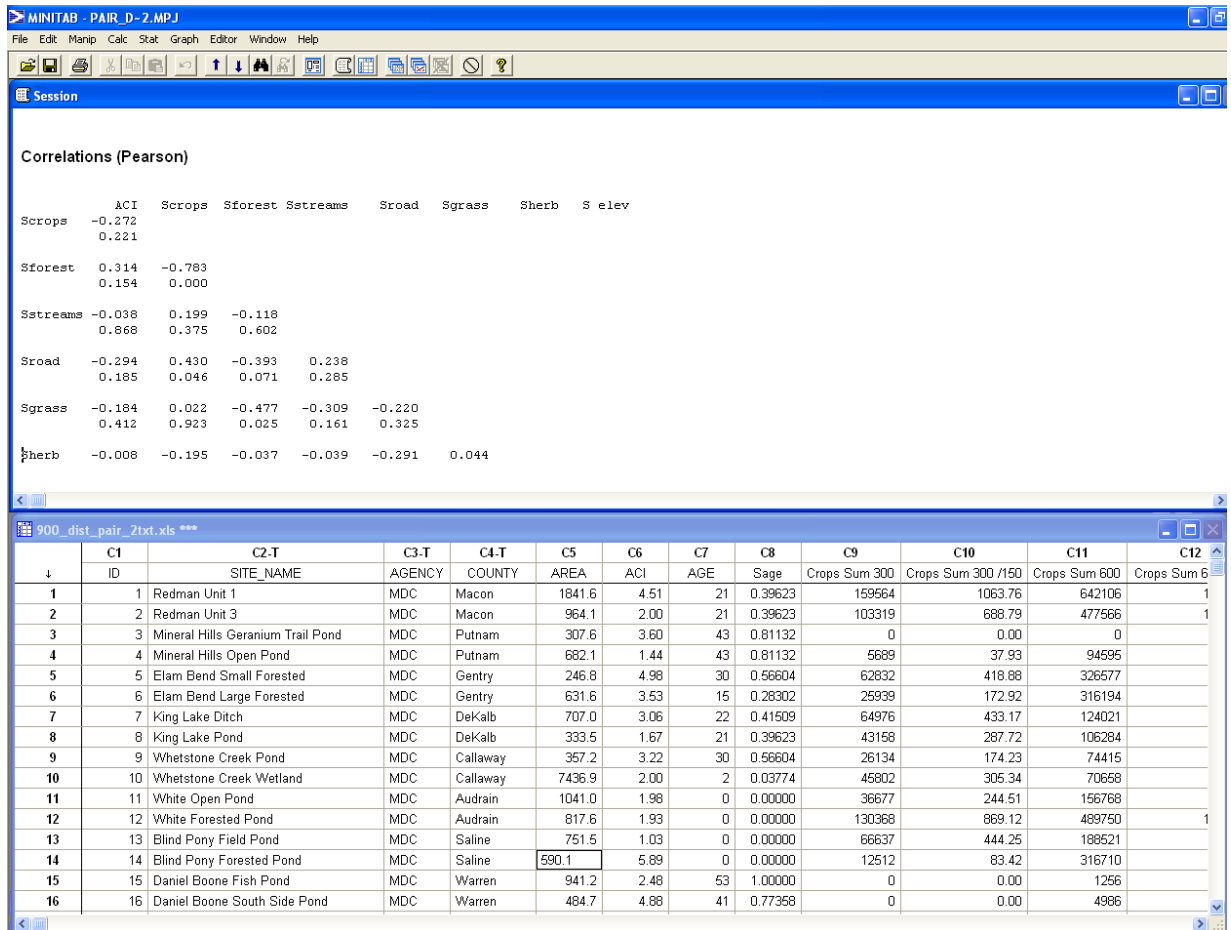 MINITAB - PAIR_D~2.MPJ
File Edit Manip Calc Stat Graph Editor Window Help
Session
Correlations (Pearson)
ACI Scrops Sforest Sstreams Sroad Sgrass Sherb S elev
Scrops -0.272
0.221
Sforest 0.314 -0.783
0.154 0.000
Sstreams -0.038 0.199 -0.118
0.868 0.375 0.602
Sroad -0.294 0.430 -0.393 0.238
0.185 0.046 0.071 0.285
Sgrass -0.184 0.022 -0.477 -0.309 -0.220
0.412 0.923 0.025 0.161 0.325
Sherb -0.008 -0.195 -0.037 -0.039 -0.291 0.044
900_dist_pair_2txt.xls ***
C1 C2-T C3-T C4-T C5 C6 C7 C8 C9 C10 C11 C12
↓ ID SITE_NAME AGENCY COUNTY AREA ACI AGE Sage Crops Sum 300 Crops Sum 300 /150 Crops Sum 600 Crops Sum 6
1 1 Redman Unit 1 MDC Macon 1841.6 4.51 21 0.39623 159564 1063.76 642106 1
2 2 Redman Unit 3 MDC Macon 964.1 2.00 21 0.39623 103319 688.79 477566 1
3 3 Mineral Hills Geranium Trail Pond MDC Putnam 307.6 3.60 43 0.81132 0 0.00 0
4 4 Mineral Hills Open Pond MDC Putnam 682.1 1.44 43 0.81132 5689 37.93 94595
5 5 Elam Bend Small Forested MDC Gentry 246.8 4.98 30 0.56604 62832 418.88 326577
6 6 Elam Bend Large Forested MDC Gentry 631.6 3.53 15 0.28302 25939 172.92 316194
7 7 King Lake Ditch MDC DeKalb 707.0 3.06 22 0.41509 64976 433.17 124021
8 8 King Lake Pond MDC DeKalb 333.5 1.67 21 0.39623 43158 287.72 106284
9 9 Whetstone Creek Pond MDC Callaway 357.2 3.22 30 0.56604 26134 174.23 74415
10 10 Whetstone Creek Wetland MDC Callaway 7436.9 2.00 2 0.03774 45802 305.34 70658
11 11 White Open Pond MDC Audrain 1041.0 1.98 0 0.00000 36677 244.51 156768
12 12 White Forested Pond MDC Audrain 817.6 1.93 0 0.00000 130368 869.12 489750 1
13 13 Blind Pony Field Pond MDC Saline 751.5 1.03 0 0.00000 66637 444.25 188521
14 14 Blind Pony Forested Pond MDC Saline 590.1 5.89 0 0.00000 12512 83.42 316710
15 15 Daniel Boone Fish Pond MDC Warren 941.2 2.48 53 1.00000 0 0.00 1256
16 16 Daniel Boone South Side Pond MDC Warren 484.7 4.88 41 0.77358 0 0.00 4986